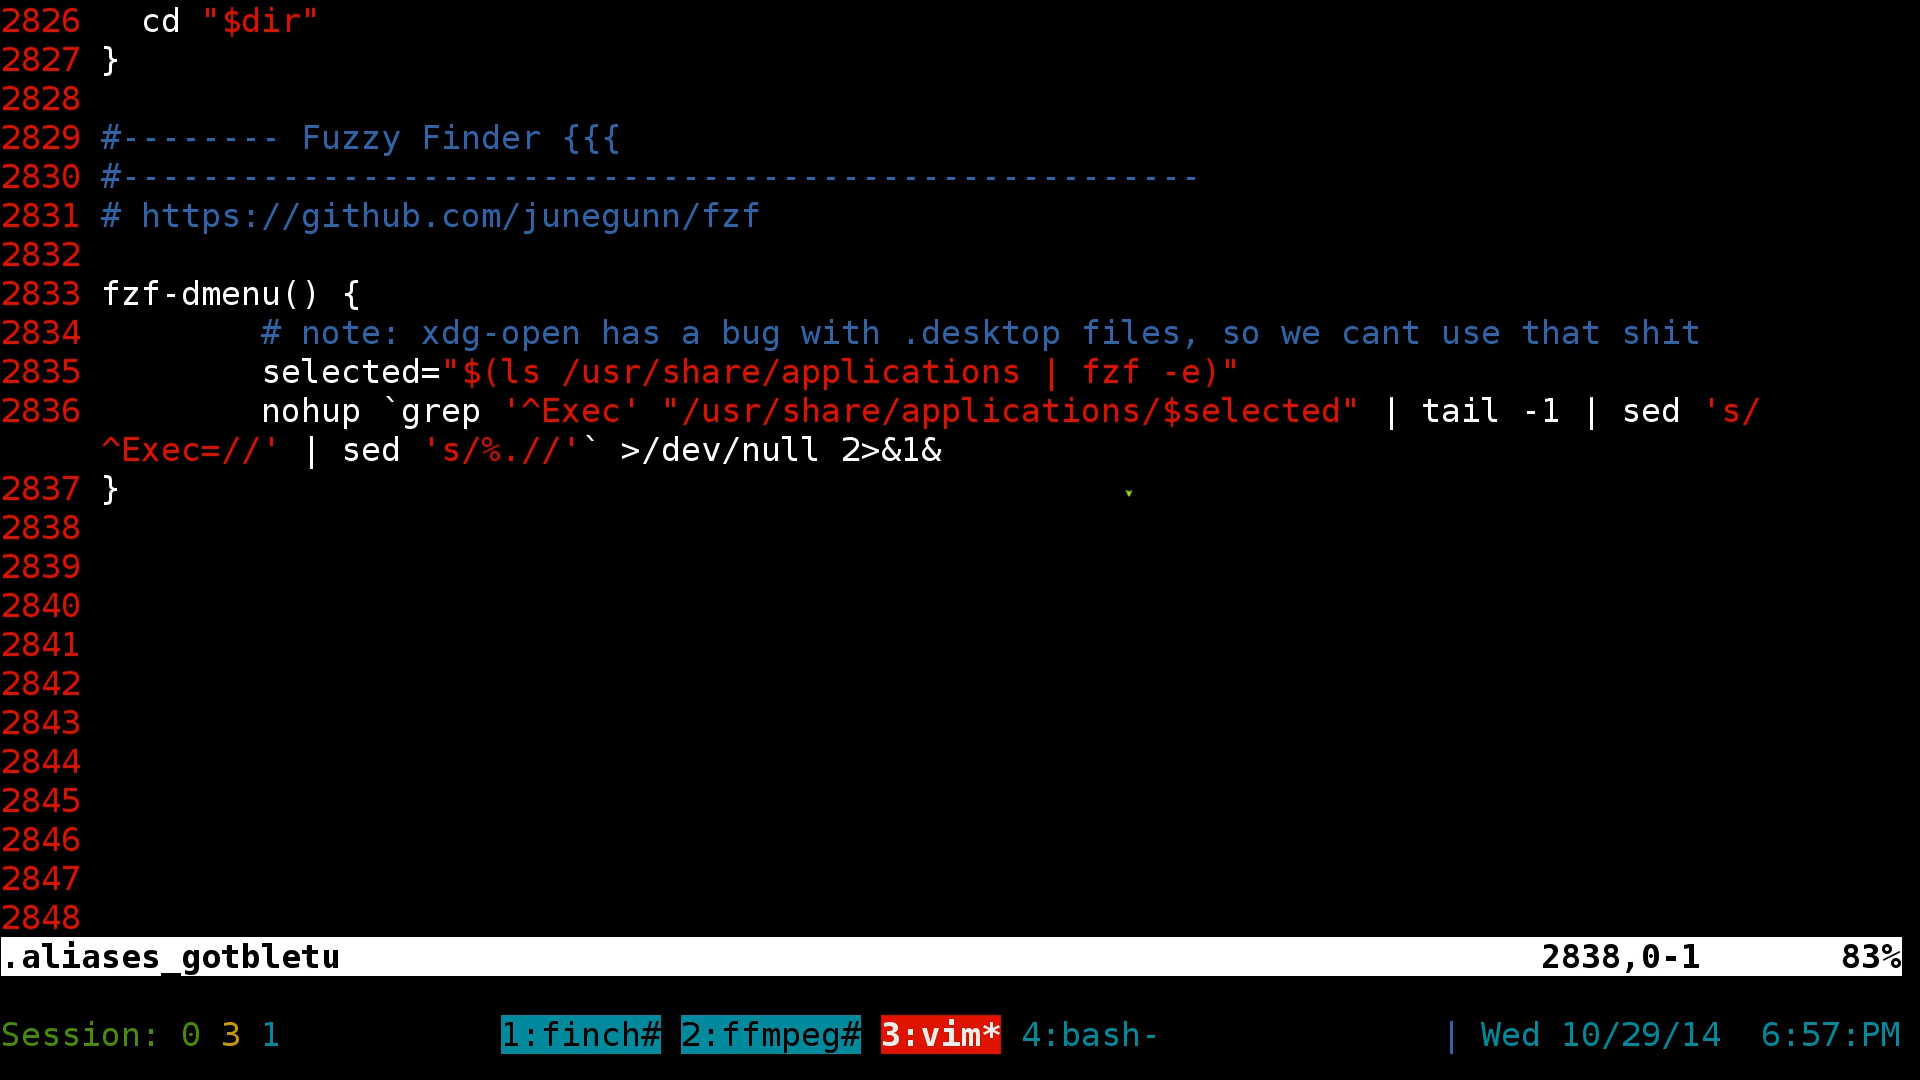 2826   cd "$dir"
2827 }
2828
2829 #-------- Fuzzy Finder {{{
2830 #------------------------------------------------------
2831 # https://github.com/junegunn/fzf
2832
2833 fzf-dmenu() {
2834         # note: xdg-open has a bug with .desktop files, so we cant use that shit
2835         selected="$(ls /usr/share/applications | fzf -e)"
2836         nohup `grep '^Exec' "/usr/share/applications/$selected" | tail -1 | sed 's/
^Exec=//' | sed 's/%.//'` >/dev/null 2>&1&
2837 }
2838
2839
2840
2841
2842
2843
2844
2845
2846
2847
2848
.aliases_gotbletu 2838,0-1 83%
Session: 0 3 1 1:finch# 2:ffmpeg# 3:vim* 4:bash- | Wed 10/29/14  6:57:PM